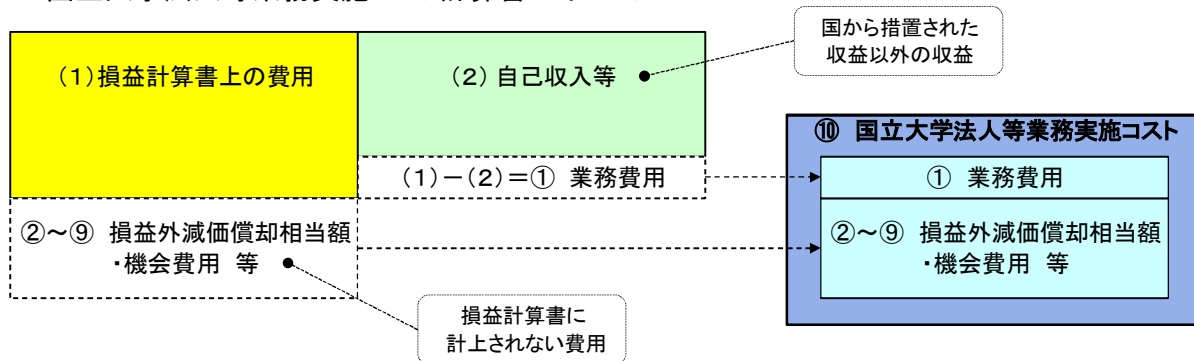 国から措置された
収益以外の収益
(1)損益計算書上の費用
(2) 自己収入等
⑩ 国立大学法人等業務実施コスト
(1)-(2)=① 業務費用
① 業務費用
②~⑨ 損益外減価償却相当額
・機会費用 等
②~⑨ 損益外減価償却相当額
・機会費用 等
損益計算書に
計上されない費用